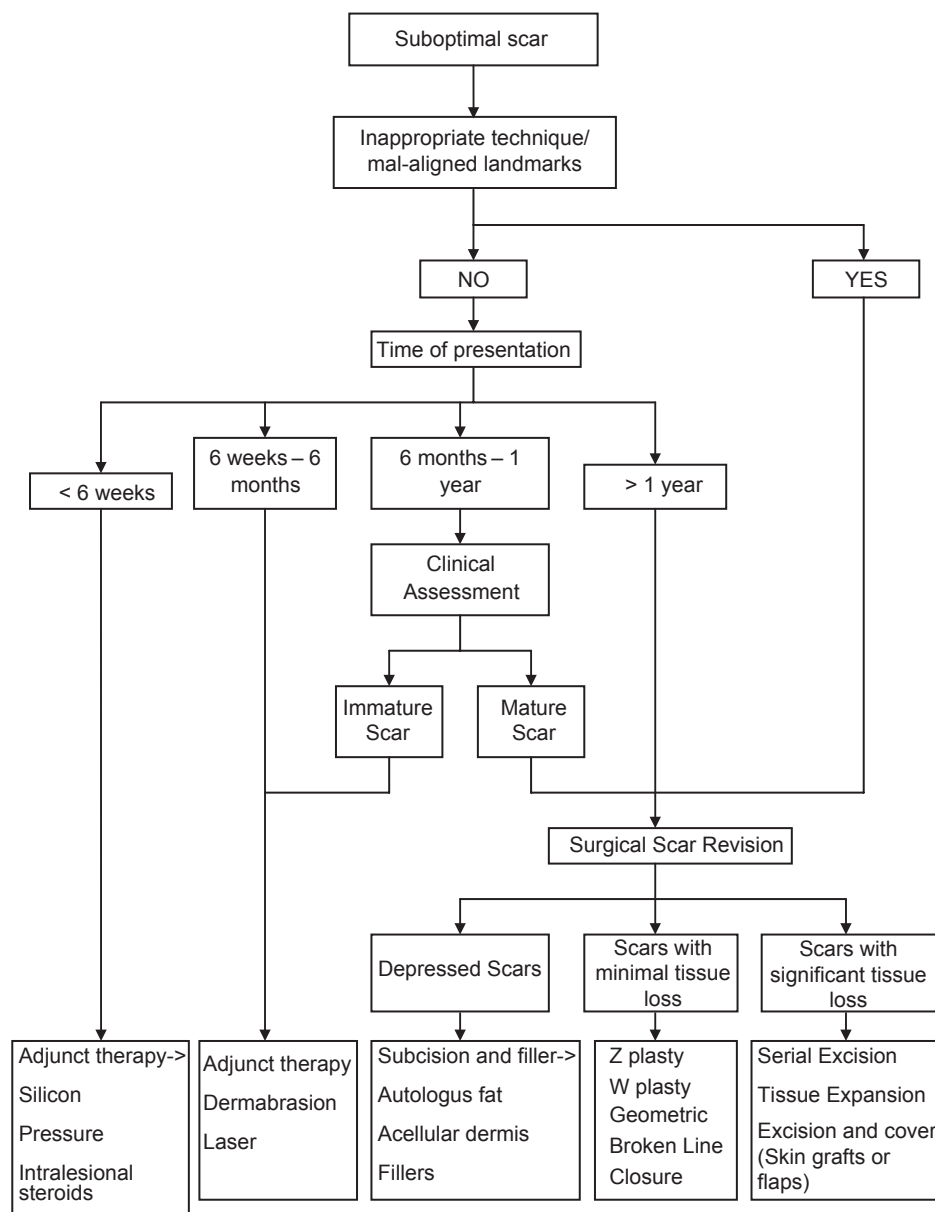 Suboptimal scar
Inappropriate technique/
mal-aligned landmarks
NO
YES
Time of presentation
< 6 weeks
6 weeks – 6
months
6 months – 1
year
> 1 year
Clinical
Assessment
Immature
Scar
Mature
Scar
Surgical Scar Revision
Depressed Scars
Scars with
minimal tissue
loss
Scars with
significant tissue
loss
Adjunct therapy->
Silicon
Pressure
Intralesional
steroids
Adjunct therapy
Dermabrasion
Laser
Subcision and filler->
Autologus fat
Acellular dermis
Fillers
Z plasty
W plasty
Geometric
Broken Line
Closure
Serial Excision
Tissue Expansion
Excision and cover
(Skin grafts or
flaps)